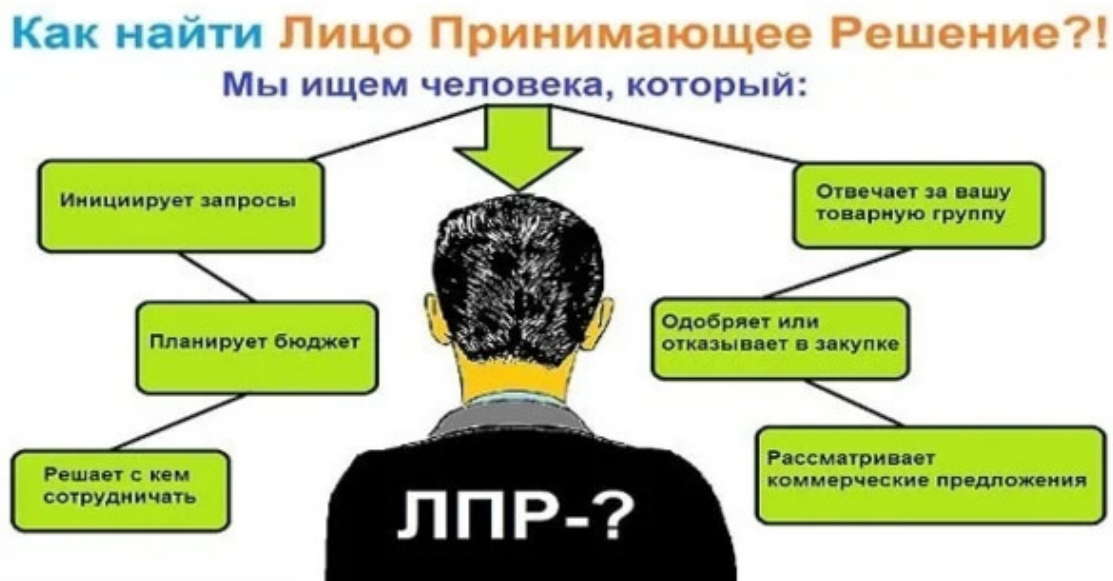 Как найти Лицо Принимающее Решение?!
Мы ищем человека, который:
Инициирует запросы
Отвечает за вашу
товарную группу
Планирует бюджет
Одобряет или
отказывает в закупке
Решает с кем
сотрудничать
Рассматривает
коммерческие предложения
ЛПР-?